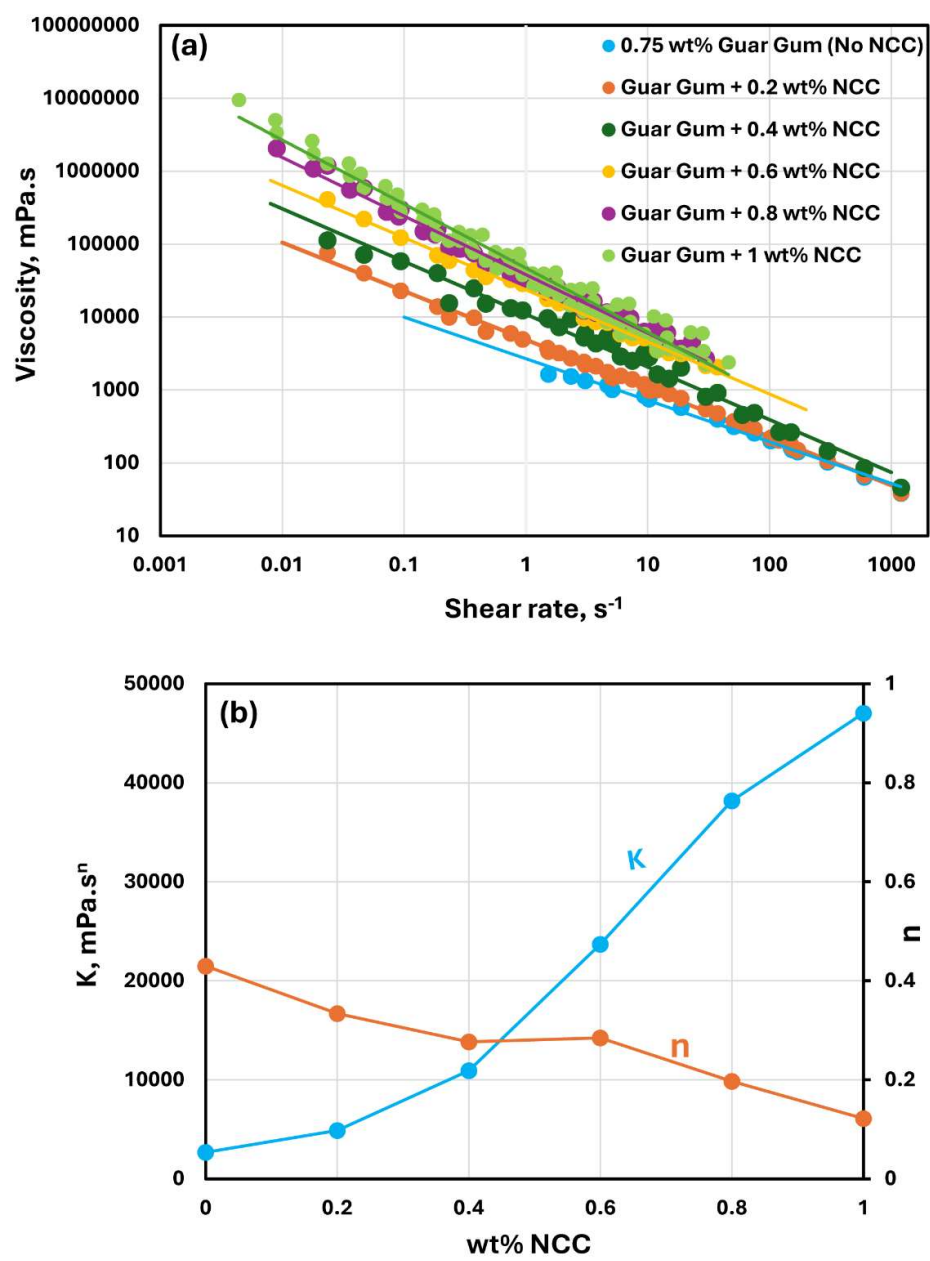 100000000
(a)
0.75 wt% Guar Gum (No NCC)
10000000
Guar Gum + 0.2 wt% NCC
Guar Gum + 0.4 wt% NCC
1000000
Guar Gum + 0.6 wt% NCC
Guar Gum + 0.8 wt% NCC
100000
Guar Gum + 1 wt% NCC
Viscosity, mPa.s
10000
1000
100
10
0.001 0.01 0.1 1 10 100 1000
Shear rate, s⁻¹
50000 1
(b)
40000 0.8
K
30000 0.6
K, mPa.sⁿ
n
20000 0.4
n
10000 0.2
0 0
0 0.2 0.4 0.6 0.8 1
wt% NCC